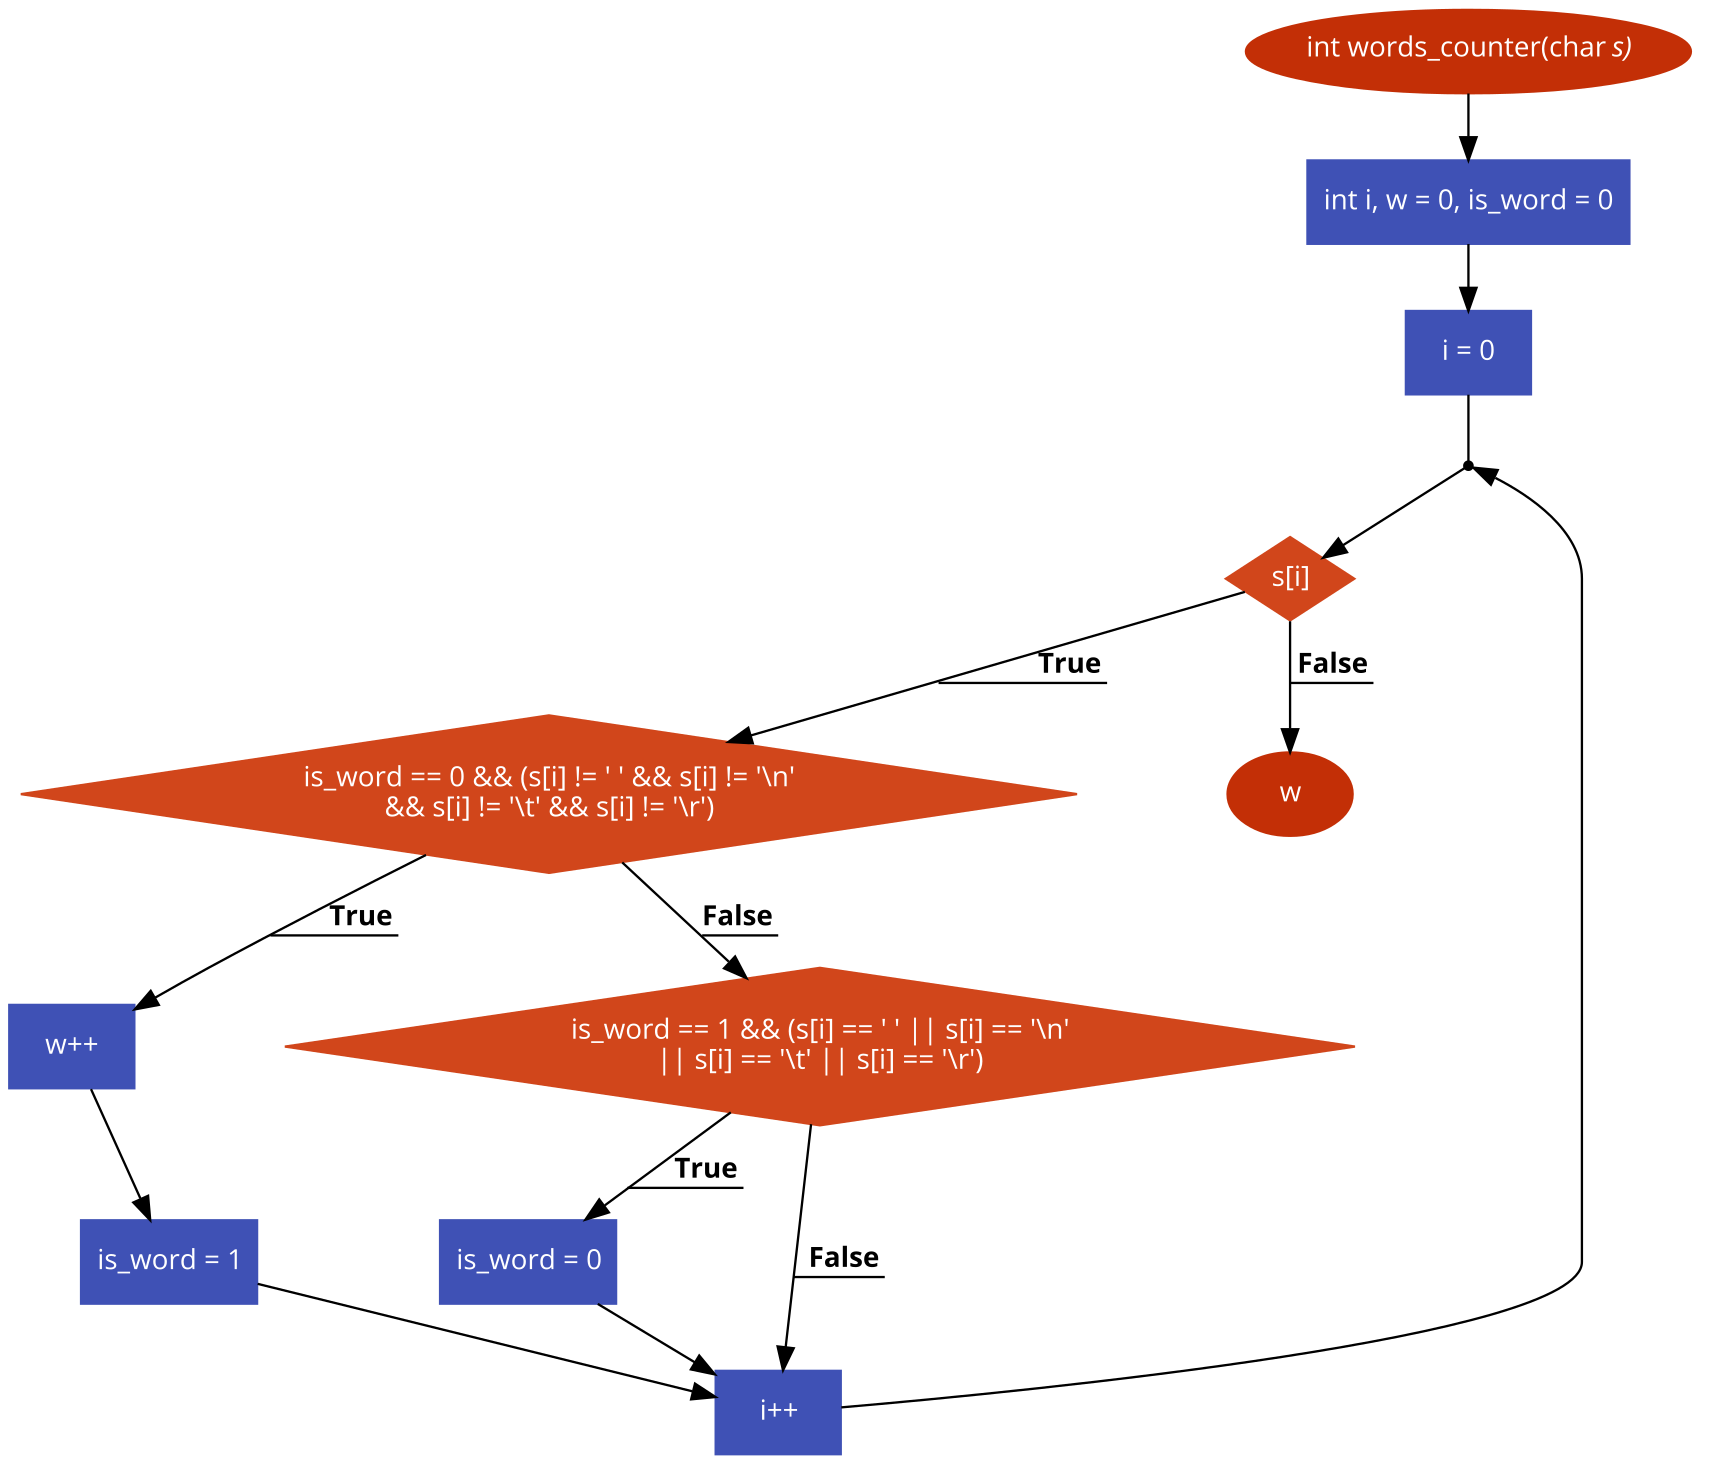 int words_counter(char s)
int i, w = 0, is_word = 0
i = 0
s[i]
True
False
is_word == 0 && (s[i] != ' ' && s[i] != '\n'
&& s[i] != '\t' && s[i] != '\r')
w
True
False
w++
is_word == 1 && (s[i] == ' ' || s[i] == '\n'
|| s[i] == '\t' || s[i] == '\r')
True
is_word = 1
is_word = 0
False
i++